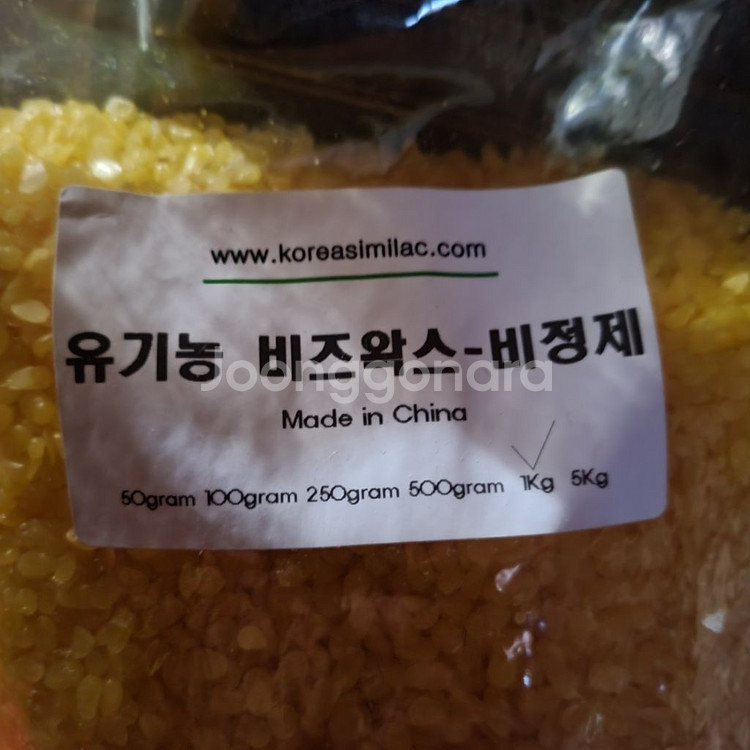 www.koreasimilac.com
유기농 비즈왁스-비정제
Joonggonara
Made in China
50gram 100gram 250gram 500gram 1Kg 5Kg